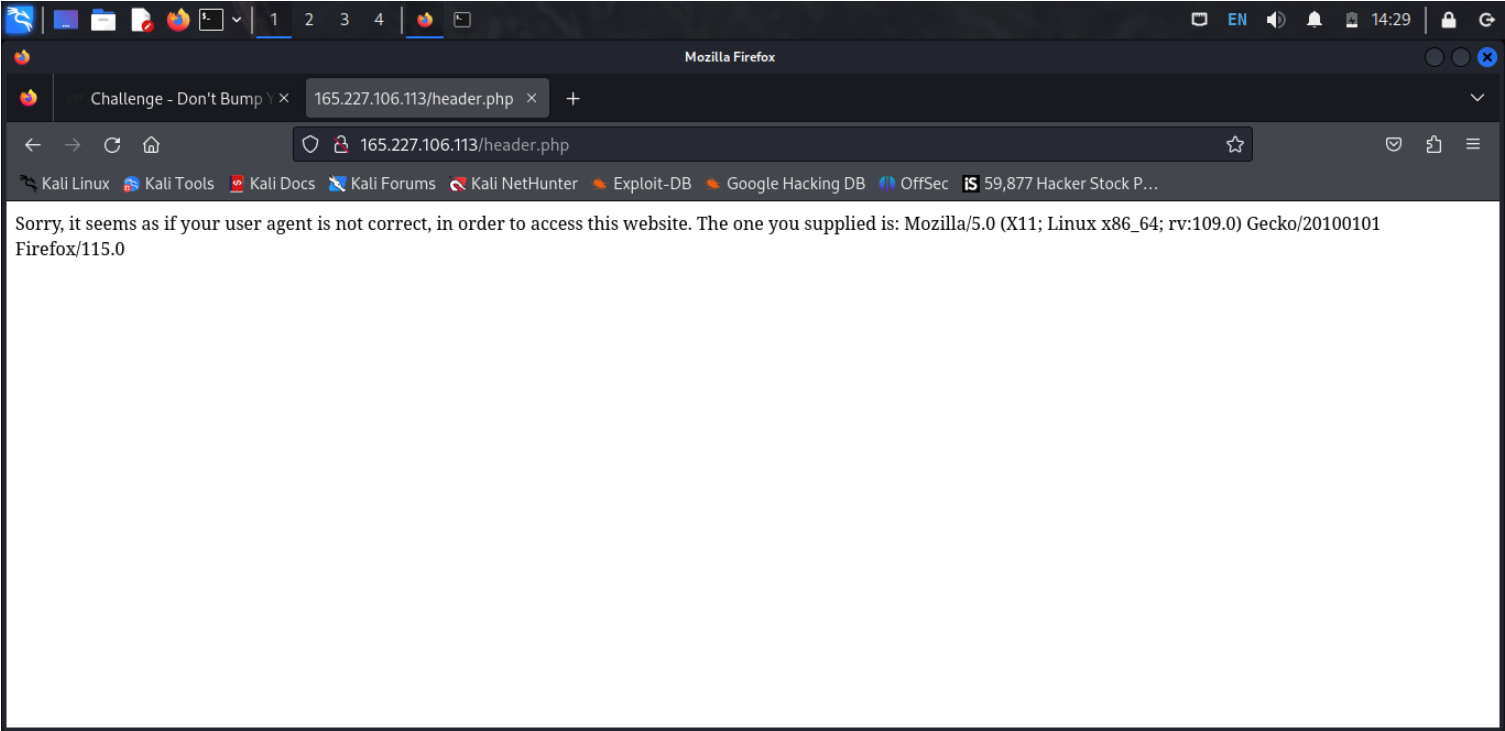 1 2 3 4 EN 14:29
Mozilla Firefox
Challenge - Don't Bump Y 165.227.106.113/header.php
165.227.106.113/header.php
Kali Linux Kali Tools Kali Docs Kali Forums Kali NetHunter Exploit-DB Google Hacking DB OffSec iS 59,877 Hacker Stock P...
Sorry, it seems as if your user agent is not correct, in order to access this website. The one you supplied is: Mozilla/5.0 (X11; Linux x86_64; rv:109.0) Gecko/20100101
Firefox/115.0